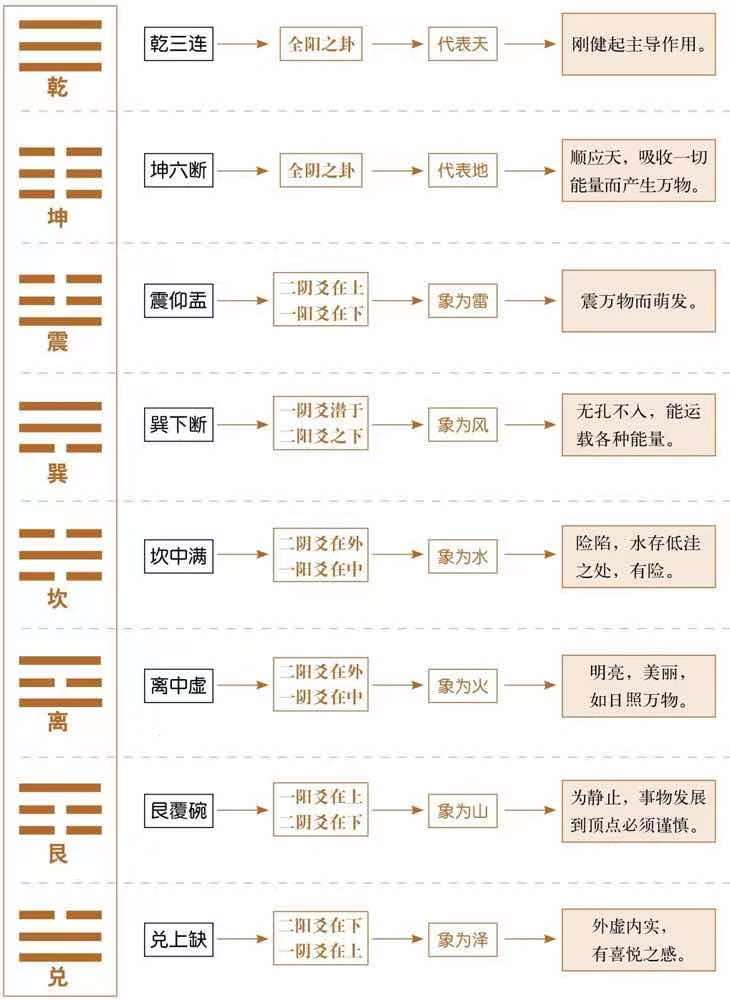 乾
乾三连
全阳之卦
代表天
刚健起主导作用。
坤
坤六断
全阴之卦
代表地
顺应天，吸收一切
能量而产生万物。
震
震仰盂
二阴爻在上
一阳爻在下
象为雷
震万物而萌发。
巽
巽下断
一阴爻潜于
二阳爻之下
象为风
无孔不入，能运
载各种能量。
坎
坎中满
二阴爻在外
一阳爻在中
象为水
险陷，水存低洼
之处，有险。
离
离中虚
二阳爻在外
一阴爻在中
象为火
明亮，美丽，
如日照万物。
艮
艮覆碗
一阳爻在上
二阴爻在下
象为山
为静止，事物发展
到顶点必须谨慎。
兑
兑上缺
二阳爻在下
一阴爻在上
象为泽
外虚内实，
有喜悦之感。